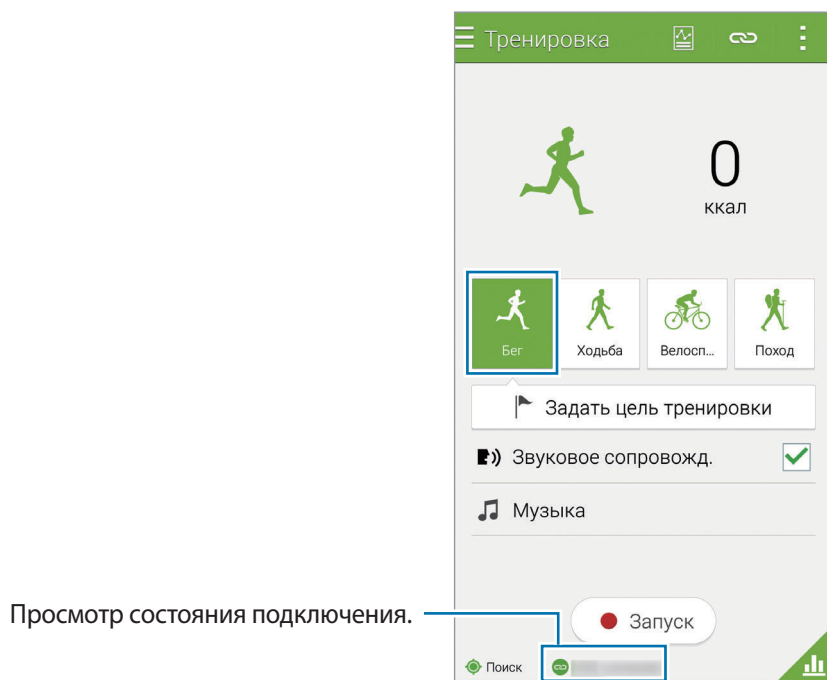 Тренировка
0
ккал
Бег
Ходьба
Велосп...
Поход
Задать цель тренировки
Звуковое сопровожд.
Музыка
Просмотр состояния подключения.
Запуск
Поиск